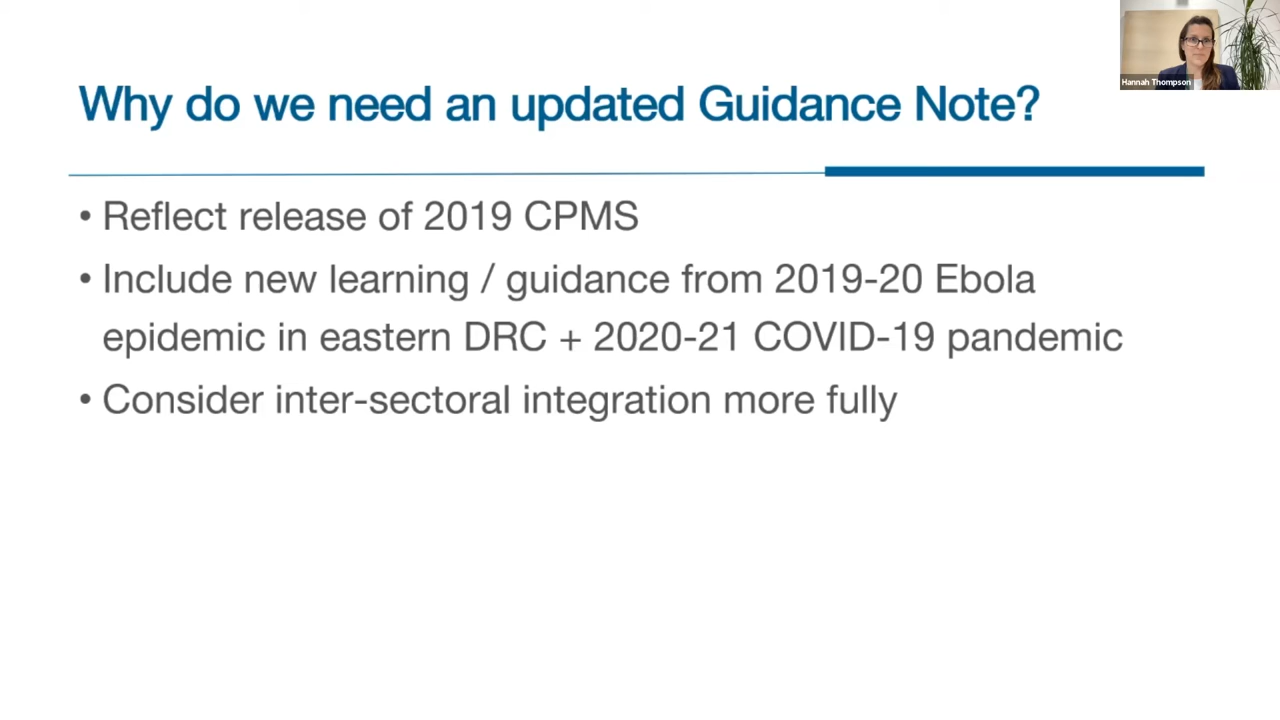 Hannah Thompson
Why do we need an updated Guidance Note?
• Reflect release of 2019 CPMS
• Include new learning / guidance from 2019-20 Ebola
epidemic in eastern DRC + 2020-21 COVID-19 pandemic
• Consider inter-sectoral integration more fully